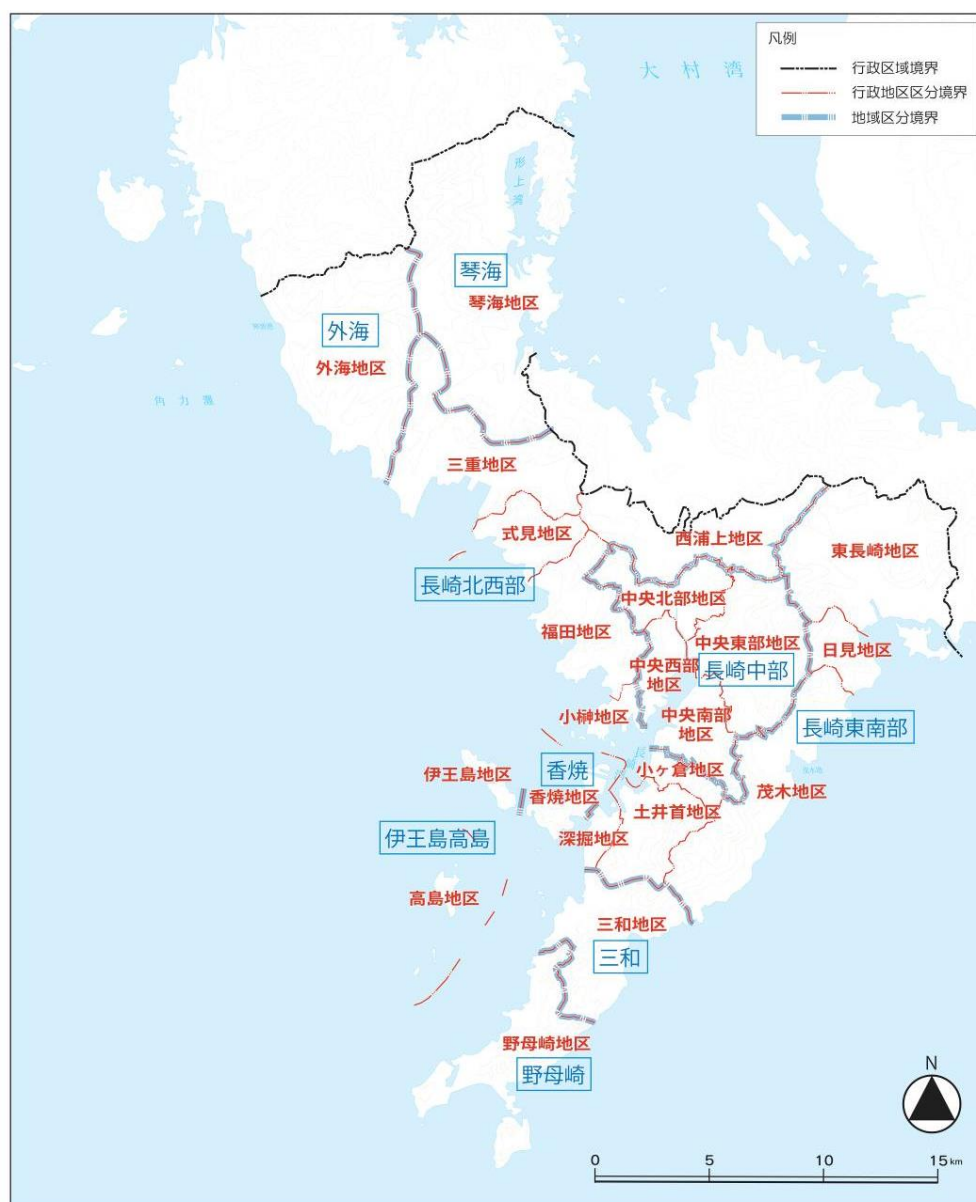 凡例
行政区域境界
行政地区区分境界
地域区分境界
大村湾
形上湾
琴海
琴海地区
外海
外海地区
角力灘
三重地区
式見地区
西浦上地区
東長崎地区
長崎北西部
中央北部地区
福田地区
中央東部地区
日見地区
中央西部
地区
長崎中部
小榊地区
中央南部
地区
長崎東南部
香焼
小ヶ倉地区
伊王島地区
香焼地区
茂木地区
土井首地区
伊王島高島
深掘地区
高島地区
三和地区
三和
野母崎地区
野母崎
N
0 5 10 15km